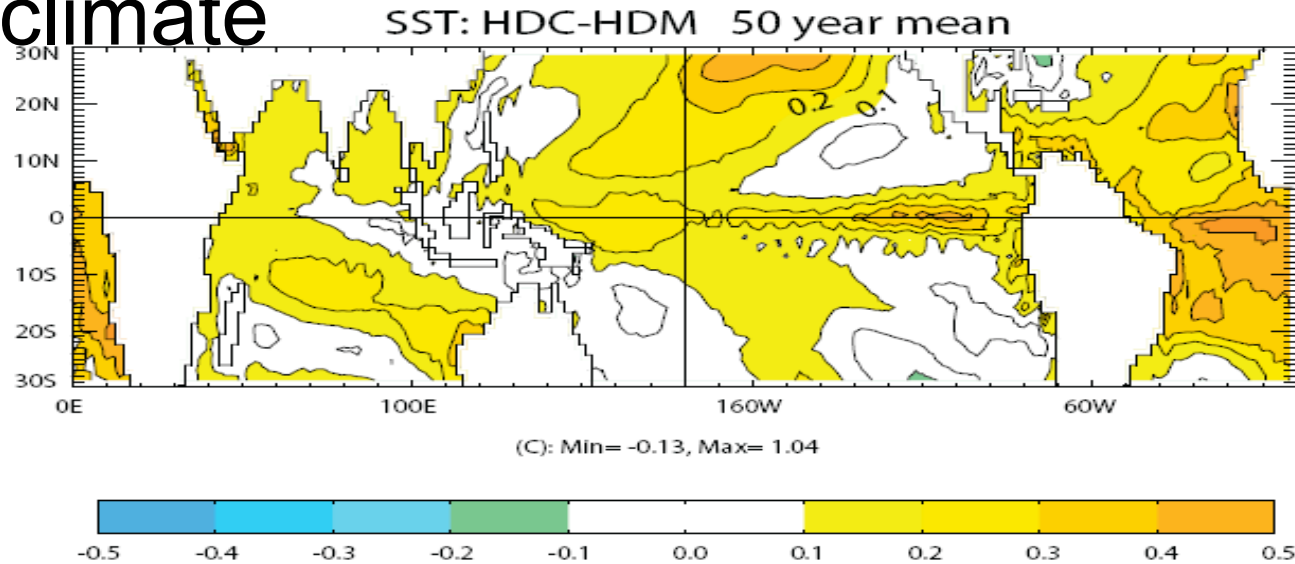 climate
SST: HDC-HDM 50 year mean
30N
20N
10N
0
10S
20S
30S
0.2 0.1
0E 100E 160W 60W
(C): Min= -0.13, Max= 1.04
-0.5 -0.4 -0.3 -0.2 -0.1 0.0 0.1 0.2 0.3 0.4 0.5